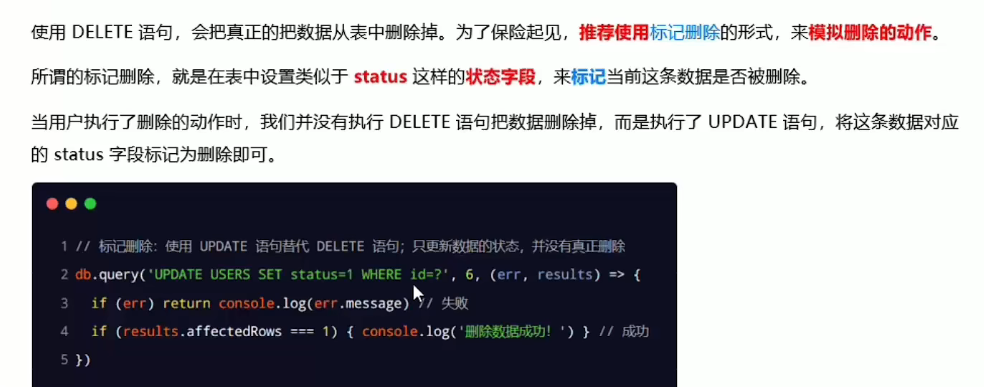 使用 DELETE 语句，会把真正的把数据从表中删除掉。为了保险起见，推荐使用标记删除的形式，来模拟删除的动作。
所谓的标记删除，就是在表中设置类似于 status 这样的状态字段，来标记当前这条数据是否被删除。
当用户执行了删除的动作时，我们并没有执行 DELETE 语句把数据删除掉，而是执行了 UPDATE 语句，将这条数据对应
的 status 字段标记为删除即可。
1 // 标记删除：使用 UPDATE 语句替代 DELETE 语句；只更新数据的状态，并没有真正删除
2 db.query('UPDATE USERS SET status=1 WHERE id=?', 6, (err, results) => {
3 if (err) return console.log(err.message) // 失败
4 if (results.affectedRows === 1) { console.log('删除数据成功！') } // 成功
5 })